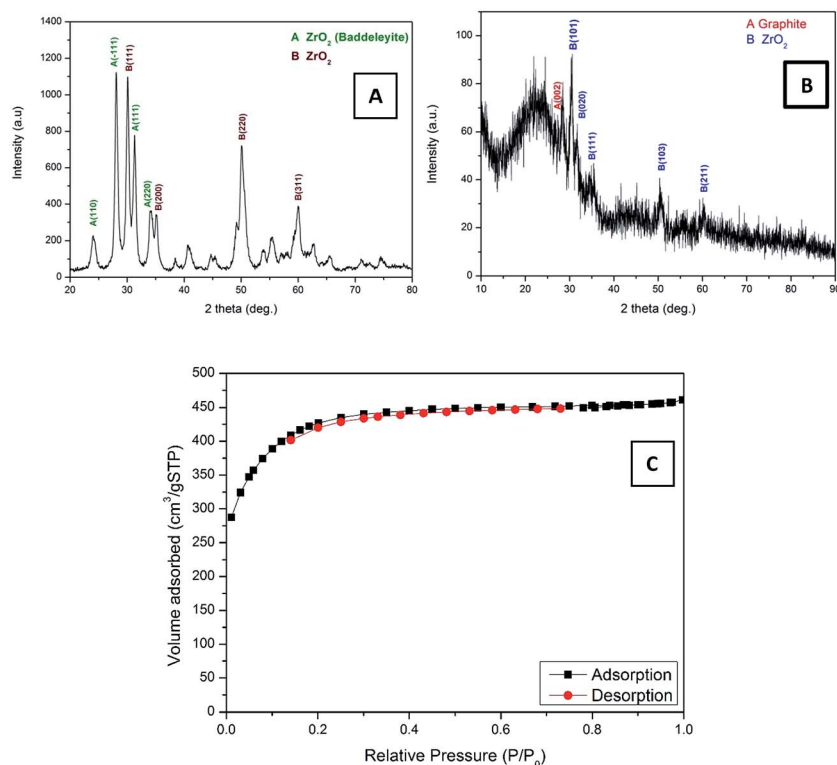 1400
1200
1000
800
600
400
200
0
Intensity (a.u)
A ZrO₂ (Baddeleyite)
B ZrO₂
A
A(110)
A(-111)
B(111)
A(111)
A(220)
B(200)
B(220)
B(311)
20 30 40 50 60 70 80
2 theta (deg.)
100
80
60
40
20
0
Intensity (a.u.)
A Graphite
B ZrO₂
B
A(002)
B(101)
B(020)
B(111)
B(103)
B(211)
10 20 30 40 50 60 70 80 90
2 theta (deg.)
500
450
400
350
300
250
200
150
100
50
0
Volume adsorbed (cm³/gSTP)
C
Adsorption
Desorption
0.0 0.2 0.4 0.6 0.8 1.0
Relative Pressure (P/P₀)